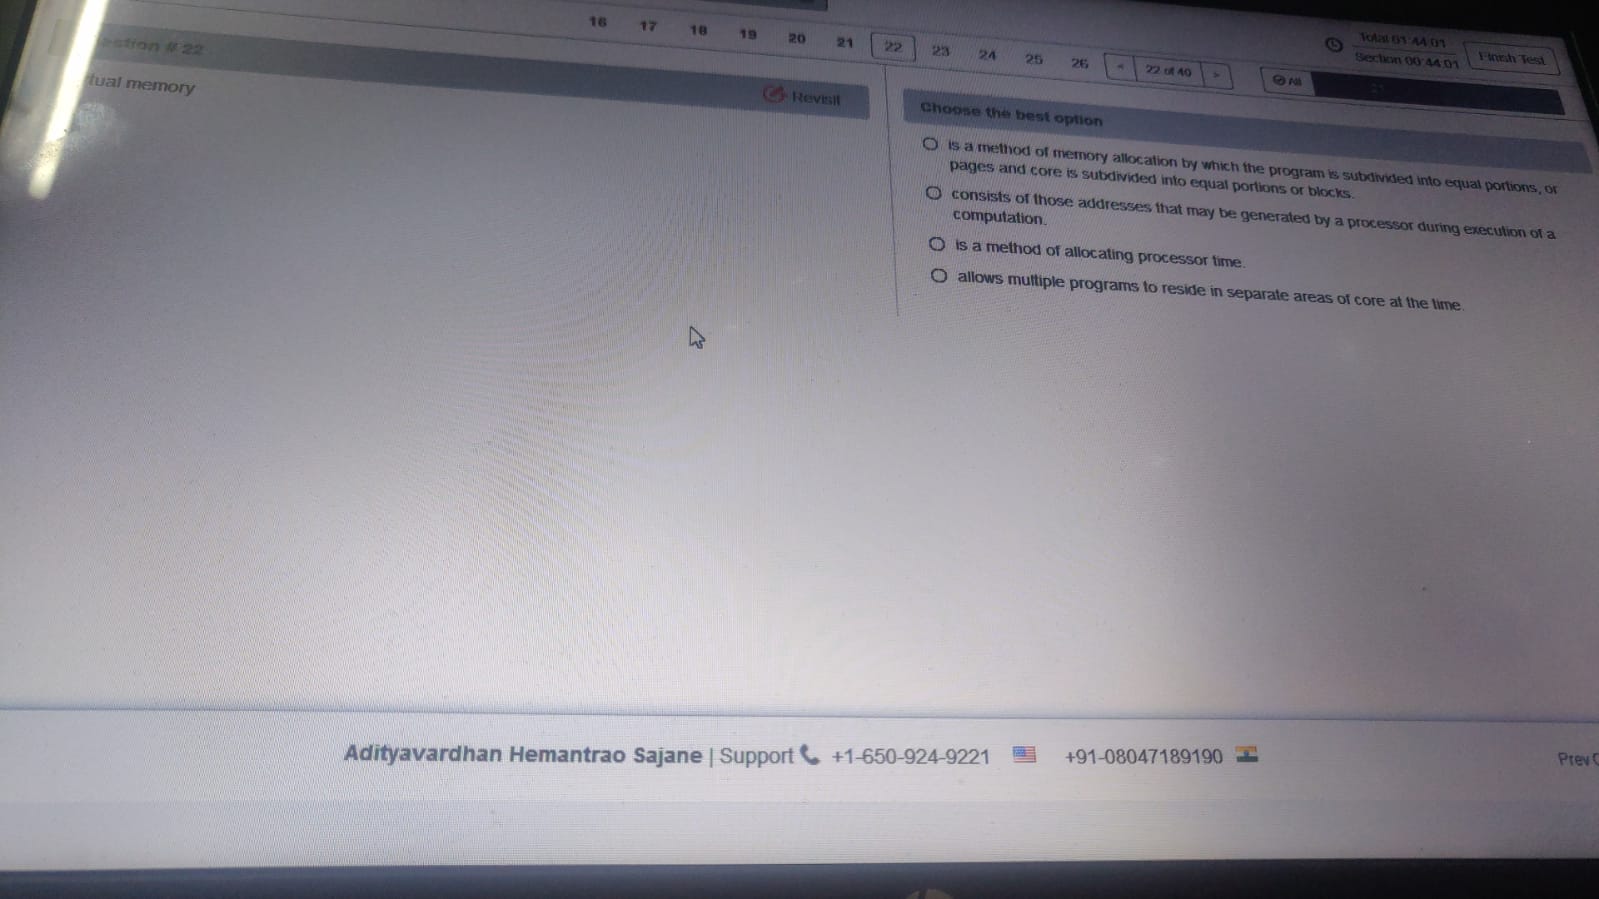 16 17 18 19 20 21 22 23 24 25 26 < 22 of 40 >
All
Total 01:44:01
Section 00:44:01
Finish Test
# 22
Revisit
memory
Choose the best option
is a method of memory allocation by which the program is subdivided into equal portions, or
pages and core is subdivided into equal portions or blocks.
consists of those addresses that may be generated by a processor during execution of a
computation.
is a method of allocating processor time.
allows multiple programs to reside in separate areas of core at the time.
Adityavardhan Hemantrao Sajane | Support +1-650-924-9221 +91-08047189190
Prev